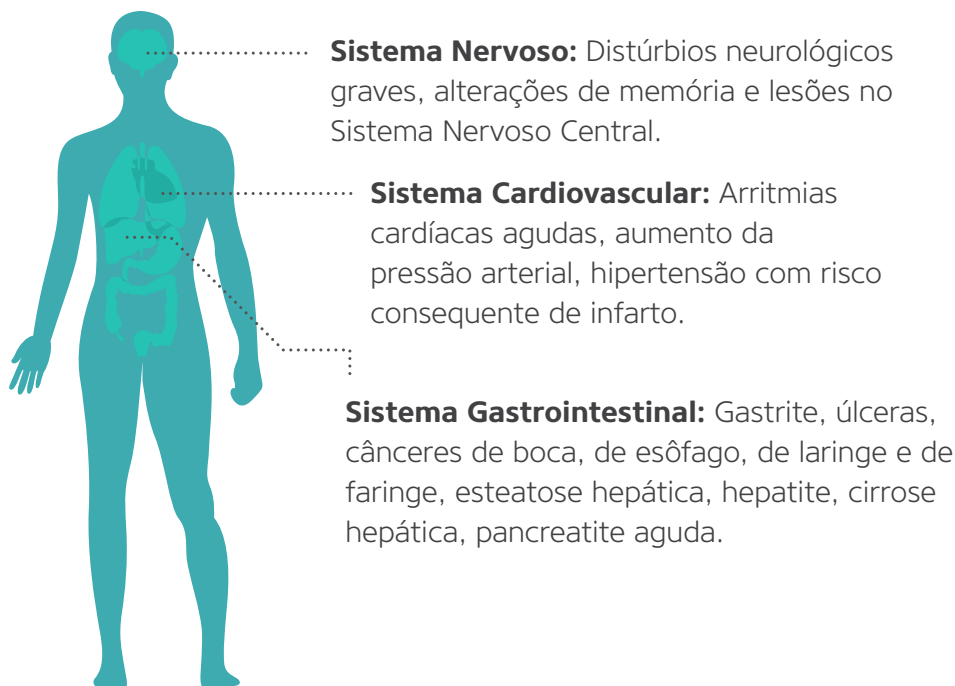 Sistema Nervoso: Distúrbios neurológicos
graves, alterações de memória e lesões no
Sistema Nervoso Central.
Sistema Cardiovascular: Arritmias
cardíacas agudas, aumento da
pressão arterial, hipertensão com risco
consequente de infarto.
Sistema Gastrointestinal: Gastrite, úlceras,
cânceres de boca, de esôfago, de laringe e de
faringe, esteatose hepática, hepatite, cirrose
hepática, pancreatite aguda.